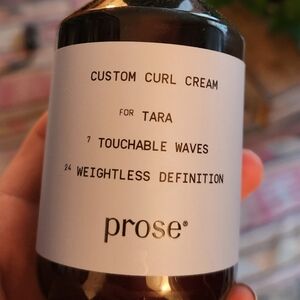 CUSTOM CURL CREAM
FOR TARA
7 TOUCHABLE WAVES
24 WEIGHTLESS DEFINITION
prose®